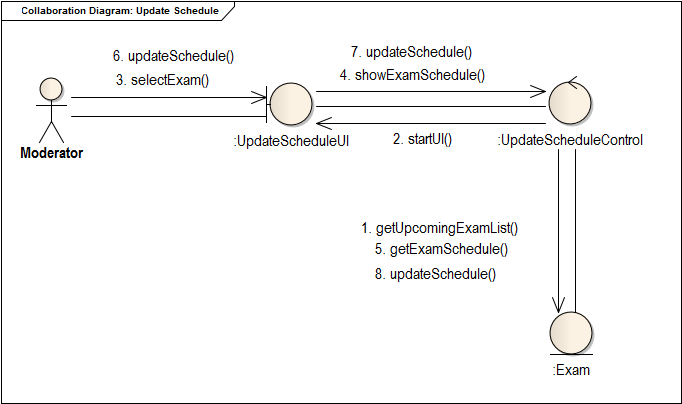 Collaboration Diagram: Update Schedule
6. updateSchedule()
3. selectExam()
7. updateSchedule()
4. showExamSchedule()
2. startUI()
Moderator
:UpdateScheduleUI
:UpdateScheduleControl
1. getUpcomingExamList()
5. getExamSchedule()
8. updateSchedule()
:Exam